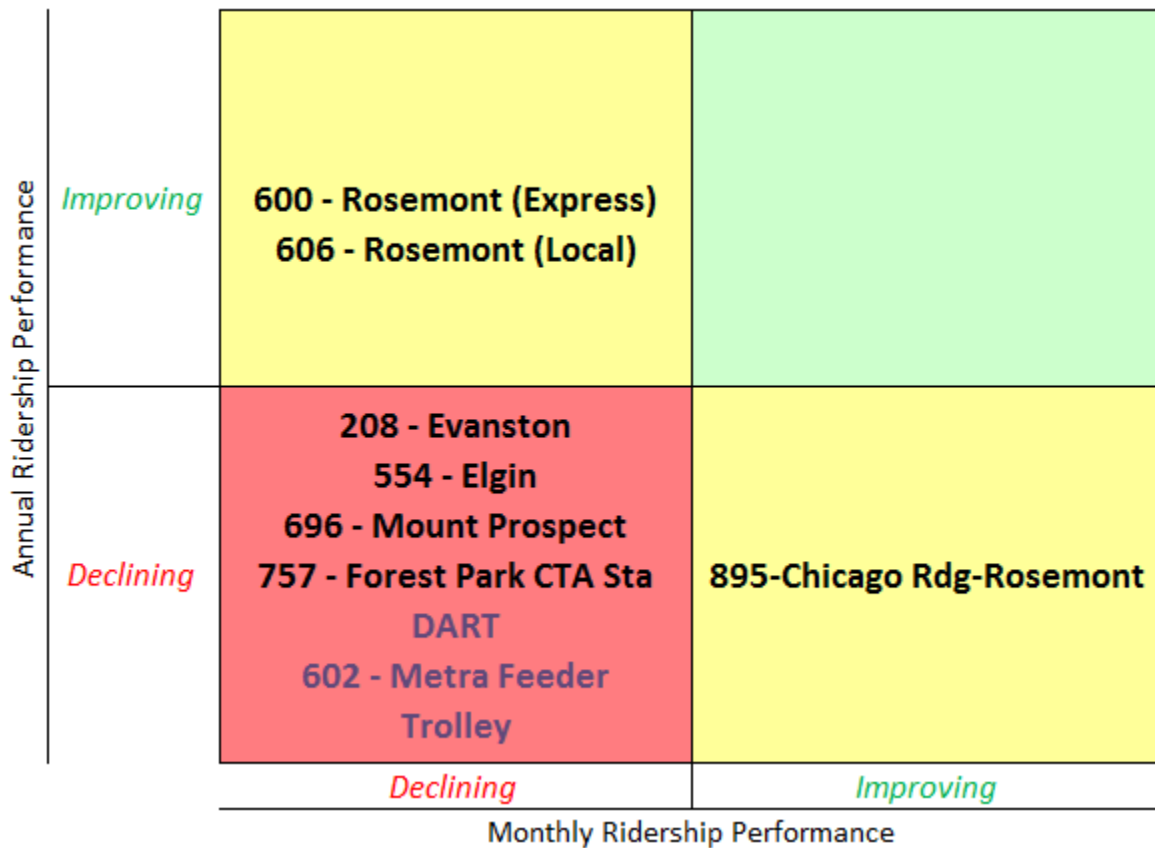 Annual Ridership Performance
Improving
600 - Rosemont (Express)
606 - Rosemont (Local)
Declining
208 - Evanston
554 - Elgin
696 - Mount Prospect
757 - Forest Park CTA Sta
DART
602 - Metra Feeder
Trolley
895-Chicago Rdg-Rosemont
Declining
Improving
Monthly Ridership Performance